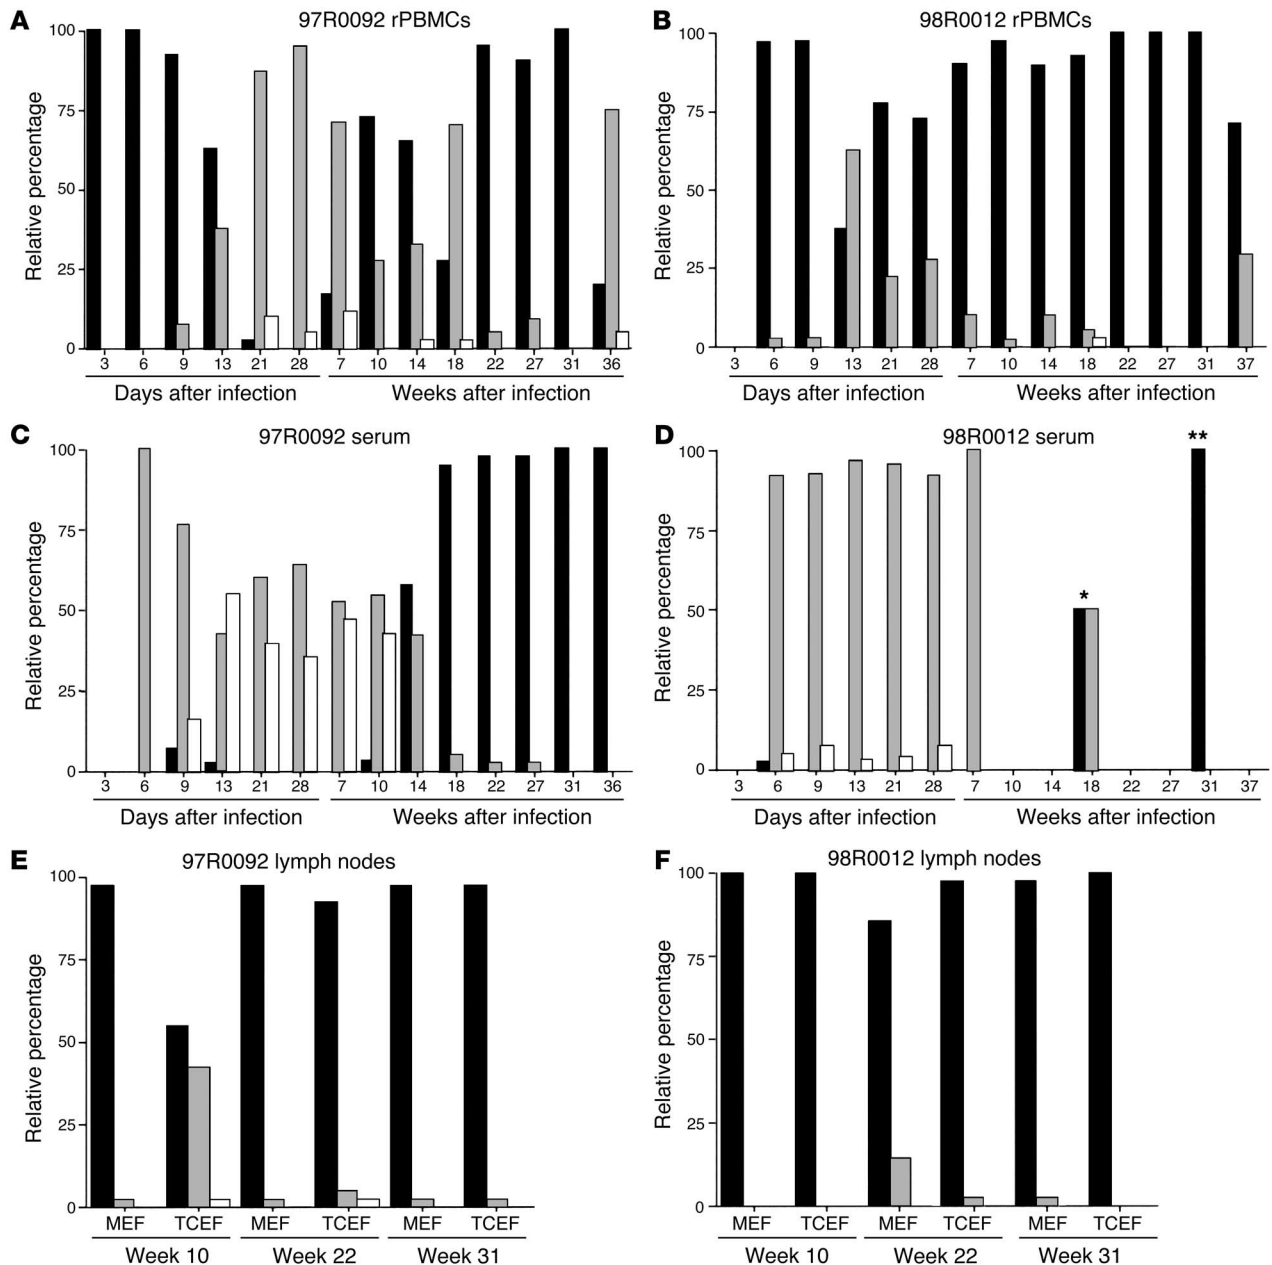 A 97R0092 rPBMCs
Relative percentage
100
75
50
25
0
3 6 9 13 21 28 7 10 14 18 22 27 31 36
Days after infection Weeks after infection
B 98R0012 rPBMCs
Relative percentage
100
75
50
25
0
3 6 9 13 21 28 7 10 14 18 22 27 31 37
Days after infection Weeks after infection
C 97R0092 serum
Relative percentage
100
75
50
25
0
3 6 9 13 21 28 7 10 14 18 22 27 31 36
Days after infection Weeks after infection
D 98R0012 serum **
*
Relative percentage
100
75
50
25
0
3 6 9 13 21 28 7 10 14 18 22 27 31 37
Days after infection Weeks after infection
E 97R0092 lymph nodes
Relative percentage
100
75
50
25
0
MEF TCEF MEF TCEF MEF TCEF
Week 10 Week 22 Week 31
F 98R0012 lymph nodes
Relative percentage
100
75
50
25
0
MEF TCEF MEF TCEF MEF TCEF
Week 10 Week 22 Week 31